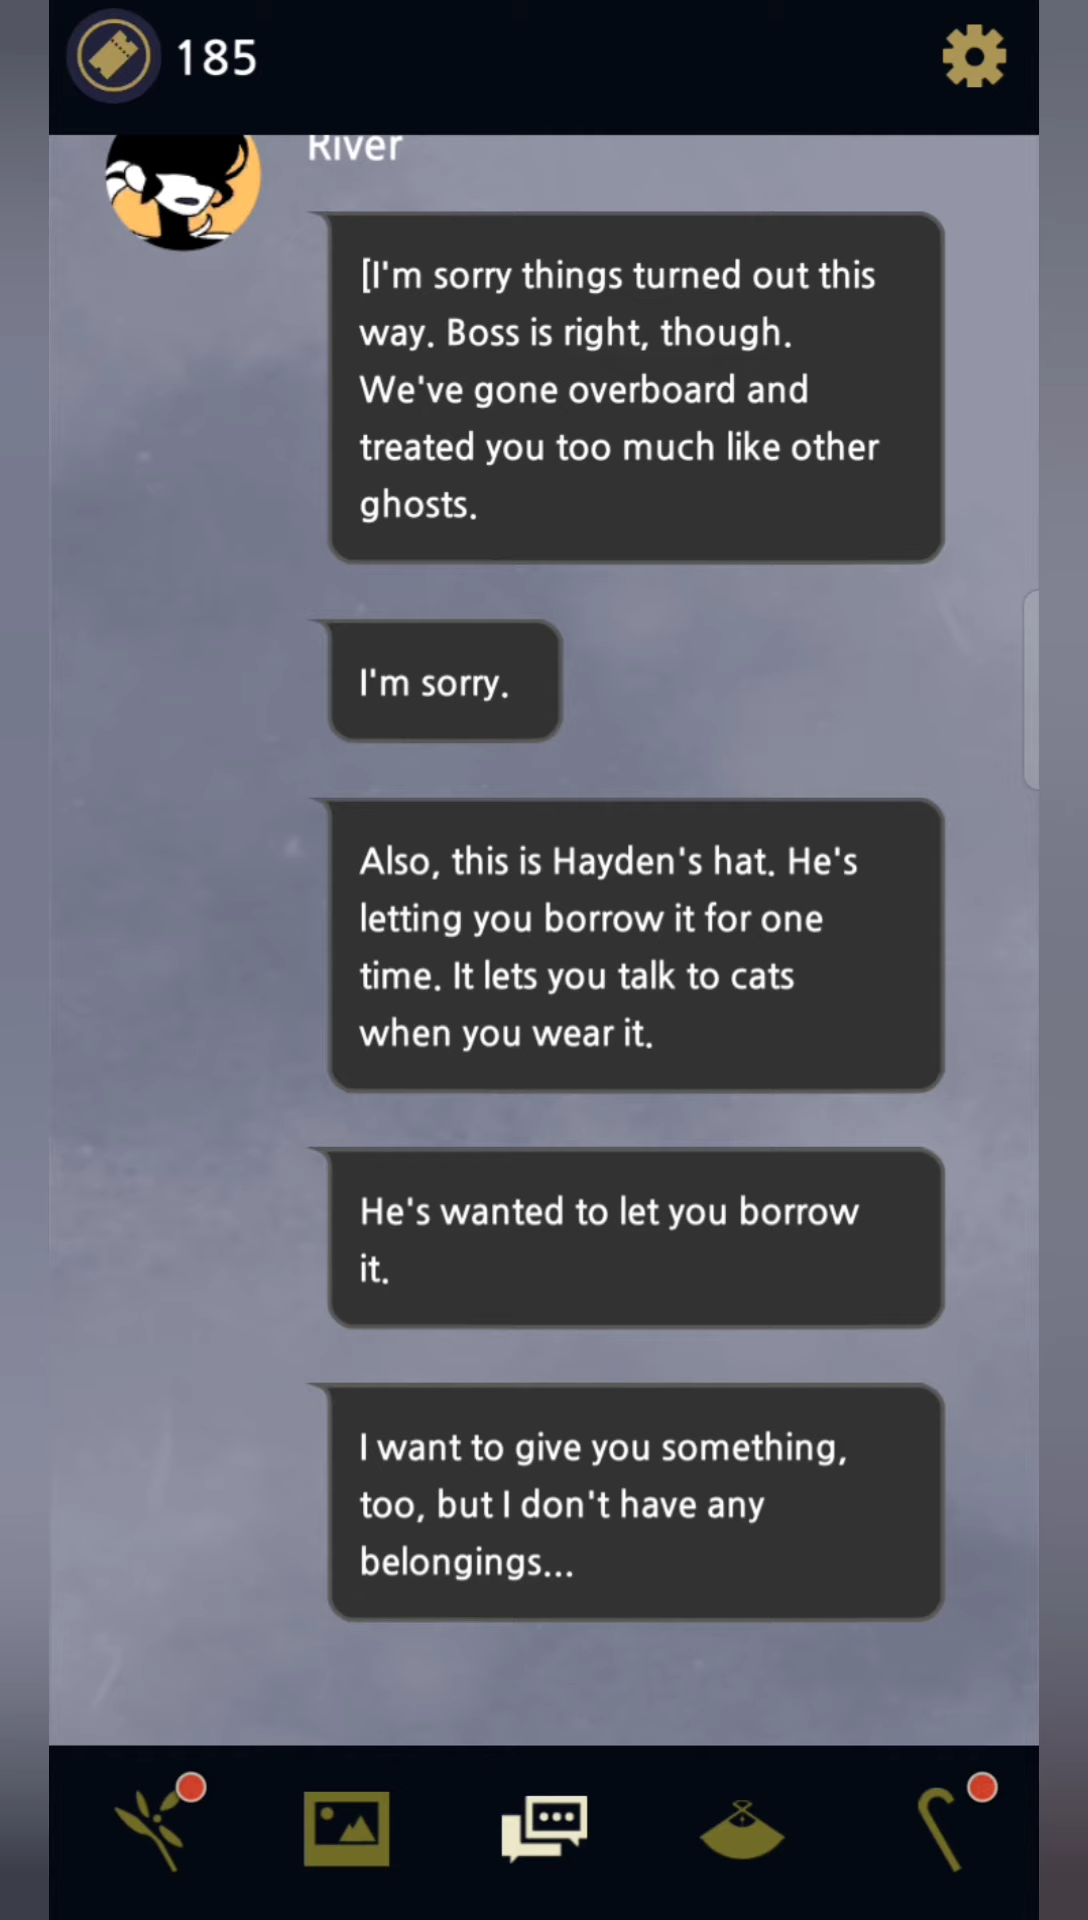 185
River
[I'm sorry things turned out this
way. Boss is right, though.
We've gone overboard and
treated you too much like other
ghosts.
I'm sorry.
Also, this is Hayden's hat. He's
letting you borrow it for one
time. It lets you talk to cats
when you wear it.
He's wanted to let you borrow
it.
I want to give you something,
too, but I don't have any
belongings...